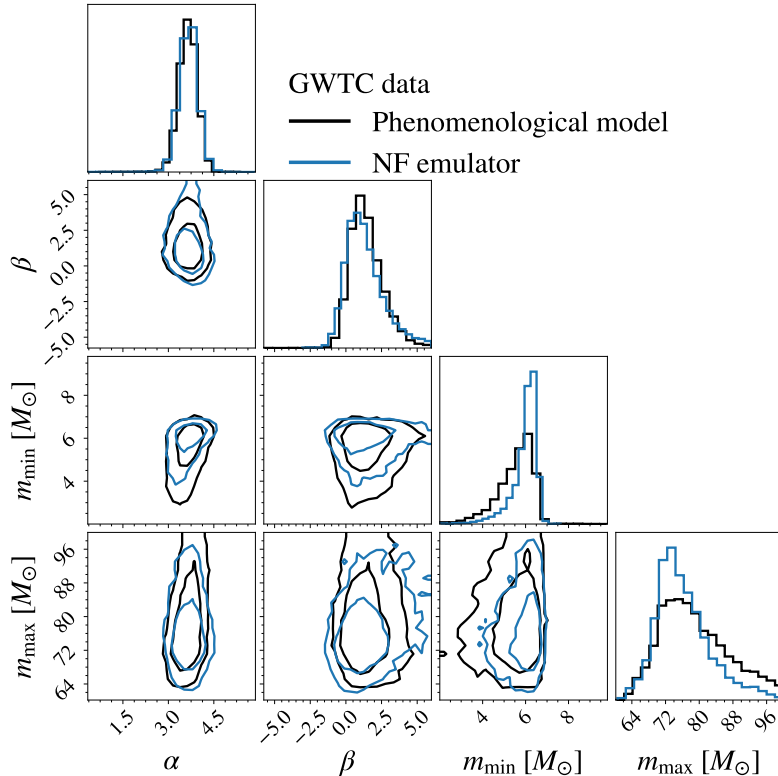 GWTC data
Phenomenological model
NF emulator
5.0
2.5
0.0
−2.5
−5.0
β
8
6
4
m_min [M_⊙]
96
88
80
72
64
m_max [M_⊙]
1.5 3.0 4.5
−5.0 −2.5 0.0 2.5 5.0
4 6 8
64 72 80 88 96
α
β
m_min [M_⊙]
m_max [M_⊙]